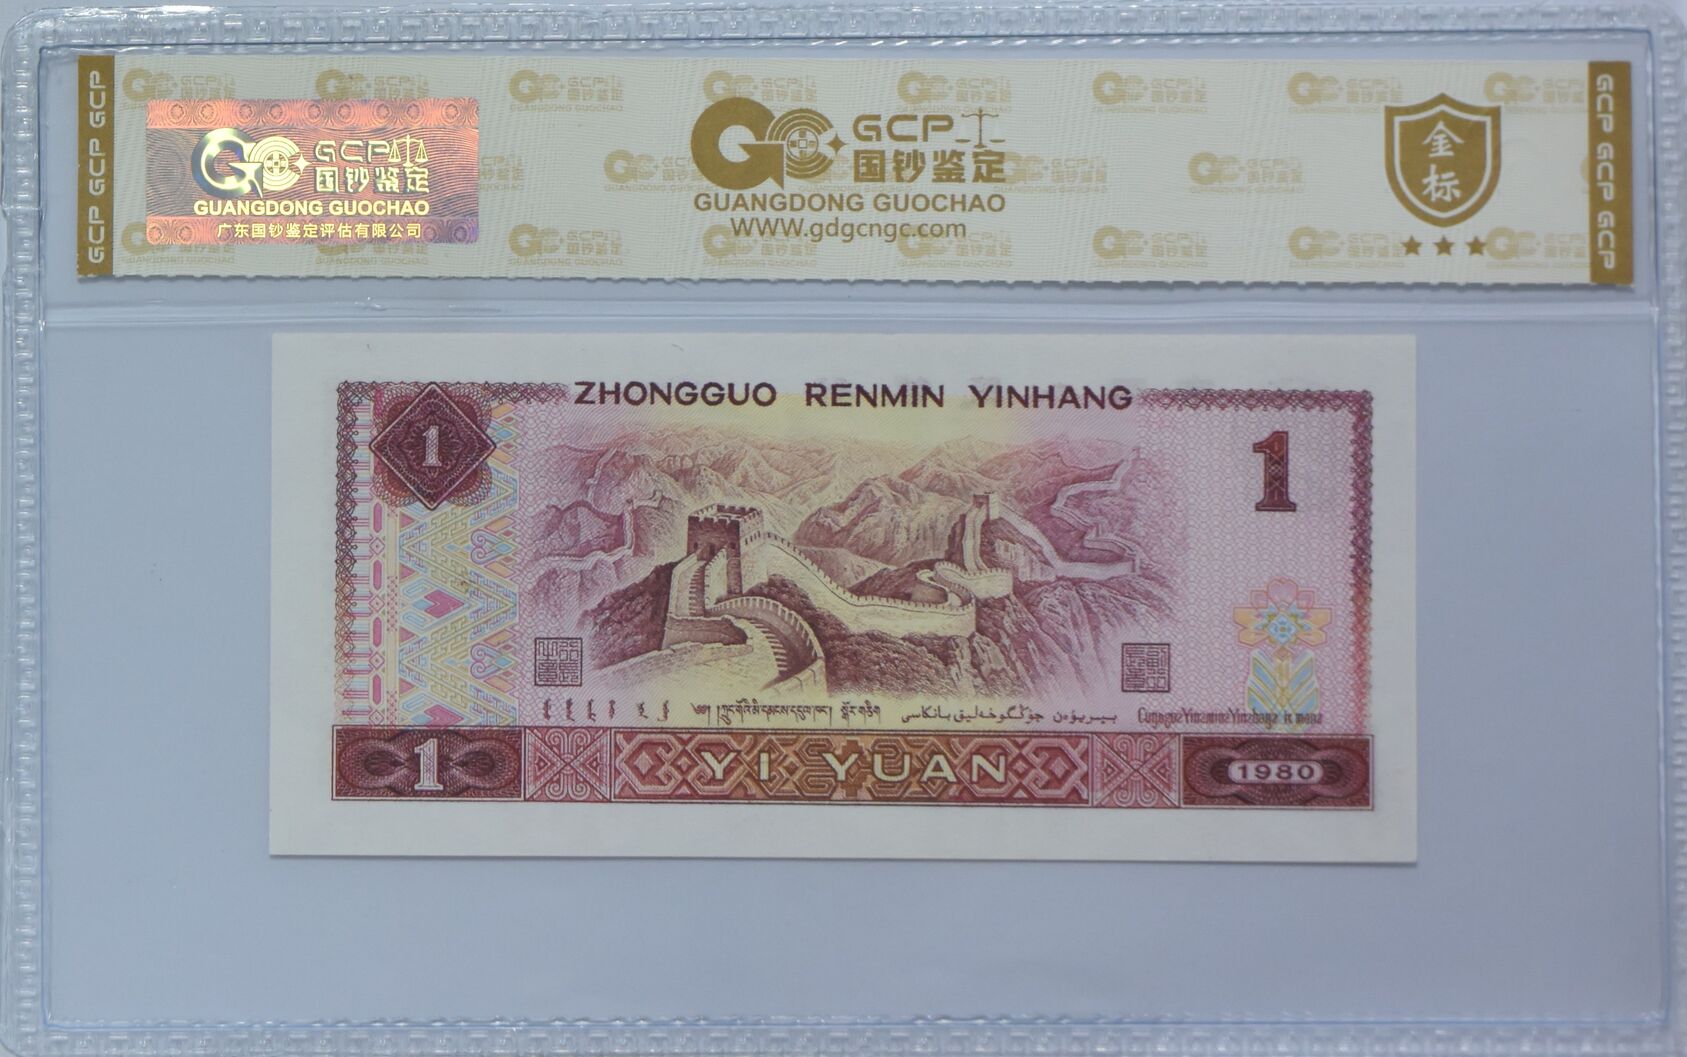 GCP GCP GCP
GCP
国钞鉴定
GUANGDONG GUOCHAO
广东国钞鉴定评估有限公司
GCP
国钞鉴定
GUANGDONG GUOCHAO
WWW.gdgcngc.com
金标
GCP GCP GCP
ZHONGGUO RENMIN YINHANG
1
1
1
YI YUAN
1980